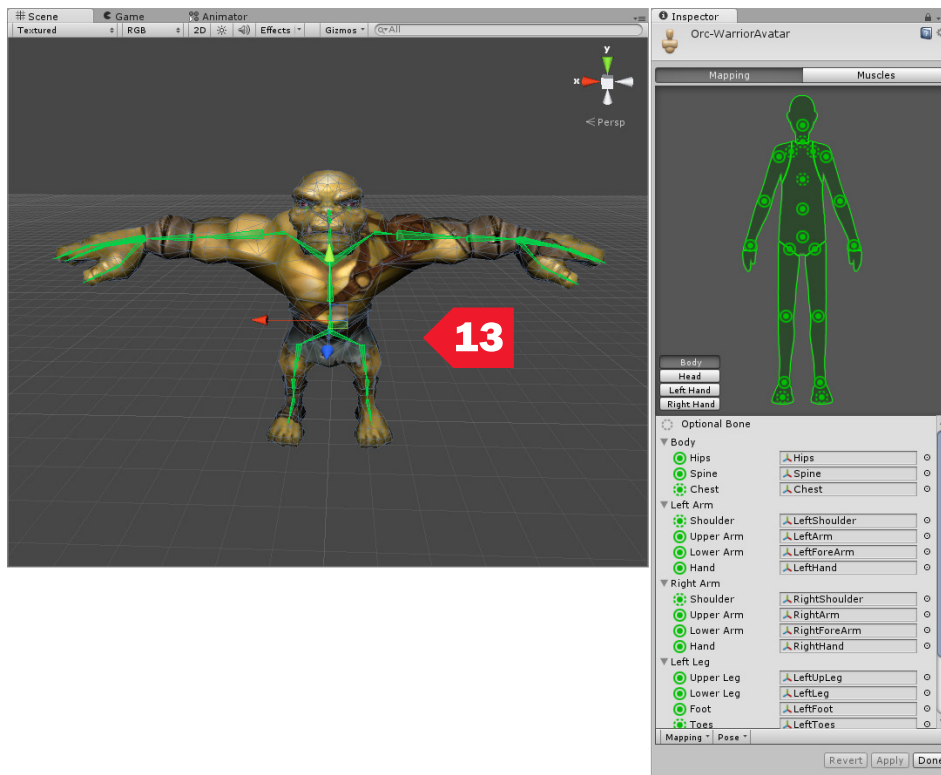 Scene Game Animator
Textured RGB 2D Effects Gizmos All
y
x
Persp
13
Inspector
Orc-WarriorAvatar
Mapping Muscles
Body
Head
Left Hand
Right Hand
Optional Bone
Body
Hips Hips
Spine Spine
Chest Chest
Left Arm
Shoulder LeftShoulder
Upper Arm LeftArm
Lower Arm LeftForeArm
Hand LeftHand
Right Arm
Shoulder RightShoulder
Upper Arm RightArm
Lower Arm RightForeArm
Hand RightHand
Left Leg
Upper Leg LeftUpLeg
Lower Leg LeftLeg
Foot LeftFoot
Toes LeftToes
Mapping Pose
Revert Apply Done